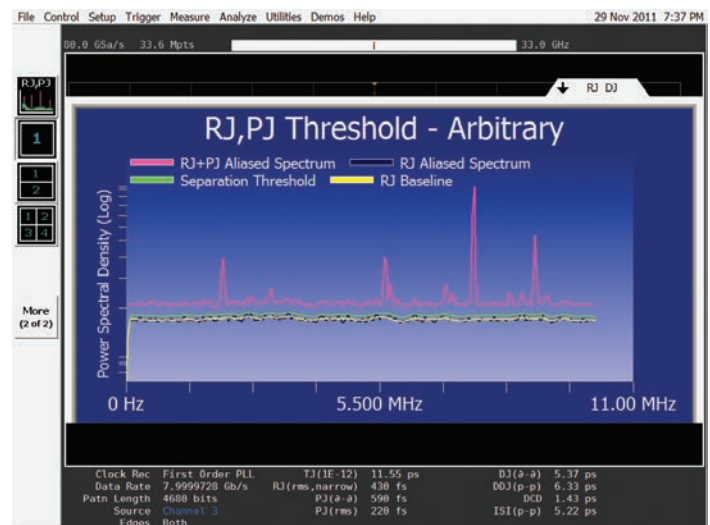 File Control Setup Trigger Measure Analyze Utilities Demos Help 29 Nov 2011 7:37 PM
80.0 GSa/s 33.6 Mpts 33.0 GHz
RJ,PJ
RJ DJ
1
1
2
1 2
3 4
More
(2 of 2)
RJ,PJ Threshold - Arbitrary
RJ+PJ Aliased Spectrum RJ Aliased Spectrum
Separation Threshold RJ Baseline
Power Spectral Density (Log)
0 Hz 5.500 MHz 11.00 MHz
Clock Rec First Order PLL TJ(1E-12) 11.55 ps DJ(∂-∂) 5.37 ps
Data Rate 7.9999728 Gb/s RJ(rms,narrow) 430 fs DDJ(p-p) 6.33 ps
Patn Length 4680 bits PJ(∂-∂) 590 fs DCD 1.43 ps
Source Channel 3 PJ(rms) 220 fs ISI(p-p) 5.22 ps
Edges Both